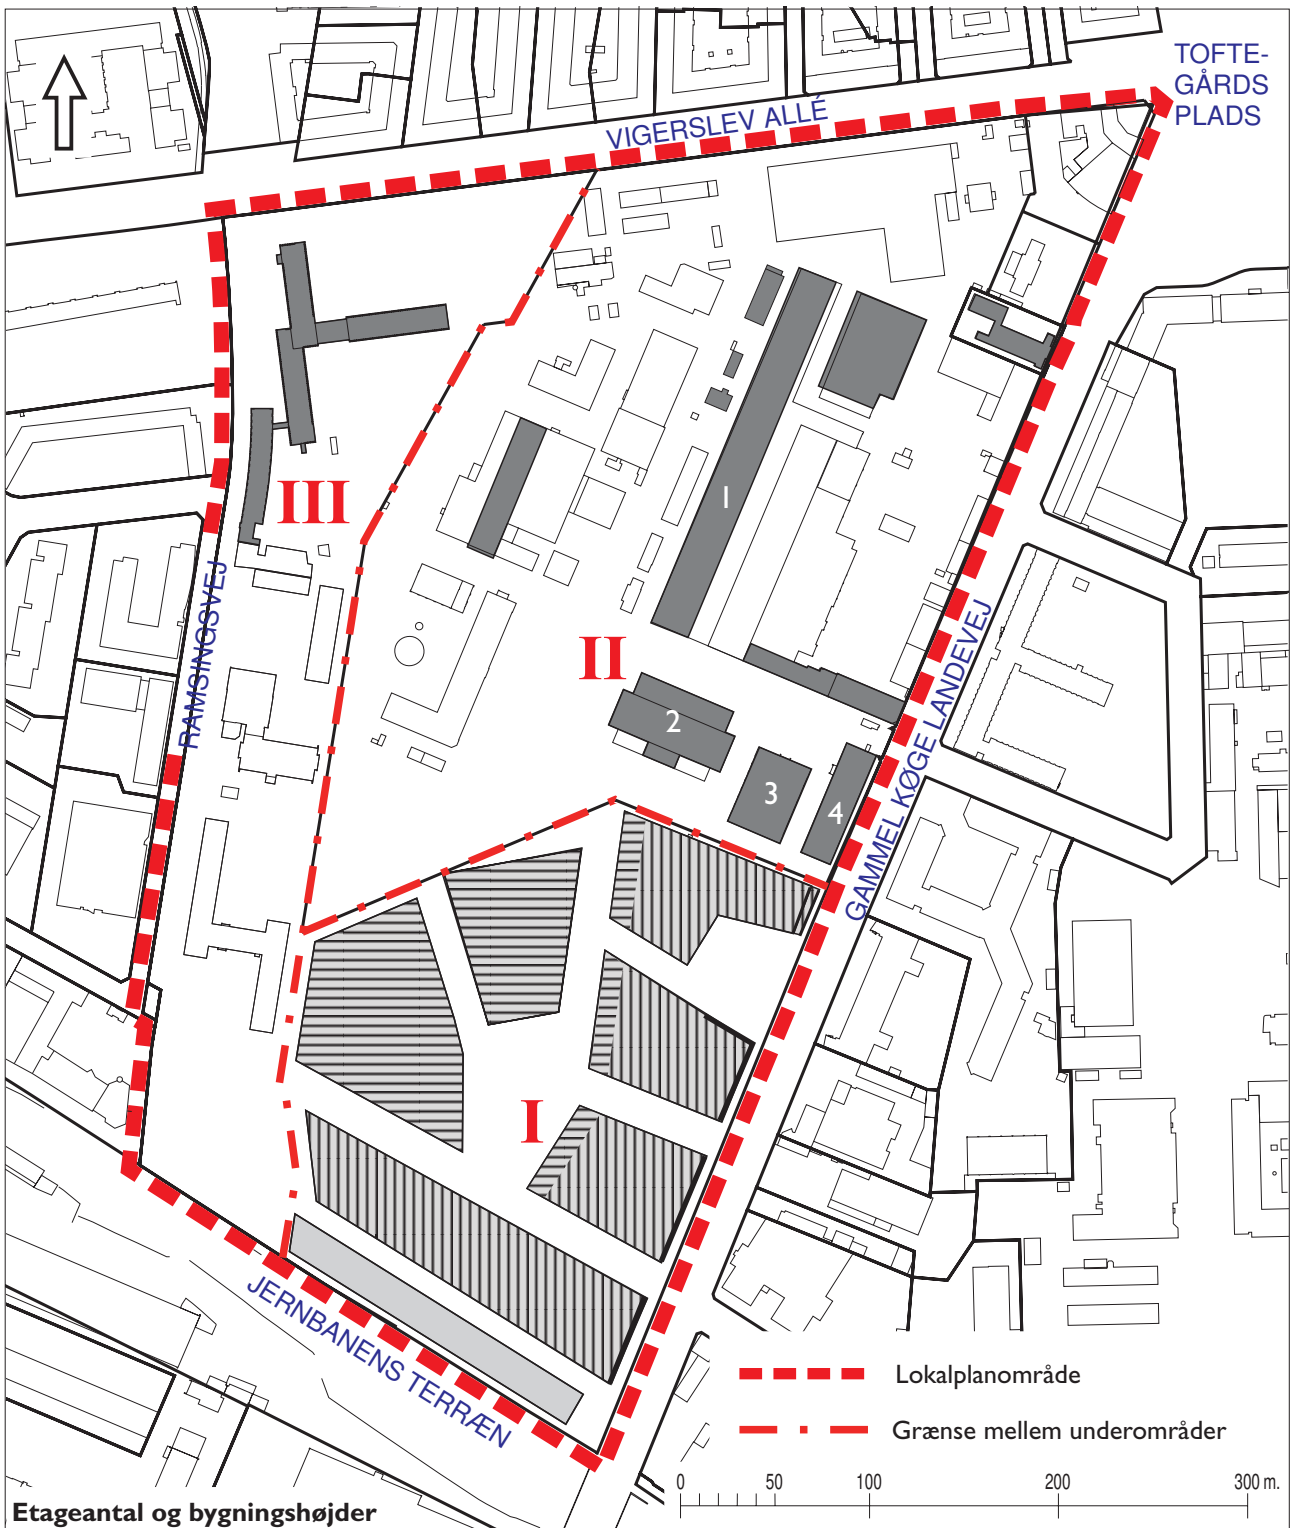 TOFTE-
GÅRDS
PLADS
VIGERSLEV ALLÉ
III
1
RAMSINGSVEJ
II
GAMMEL KØGE LANDEVEJ
2
3
4
I
JERNBANENS TERRÆN
Lokalplanområde
Grænse mellem underområder
0 50 100 200 300 m.
Etageantal og bygningshøjder